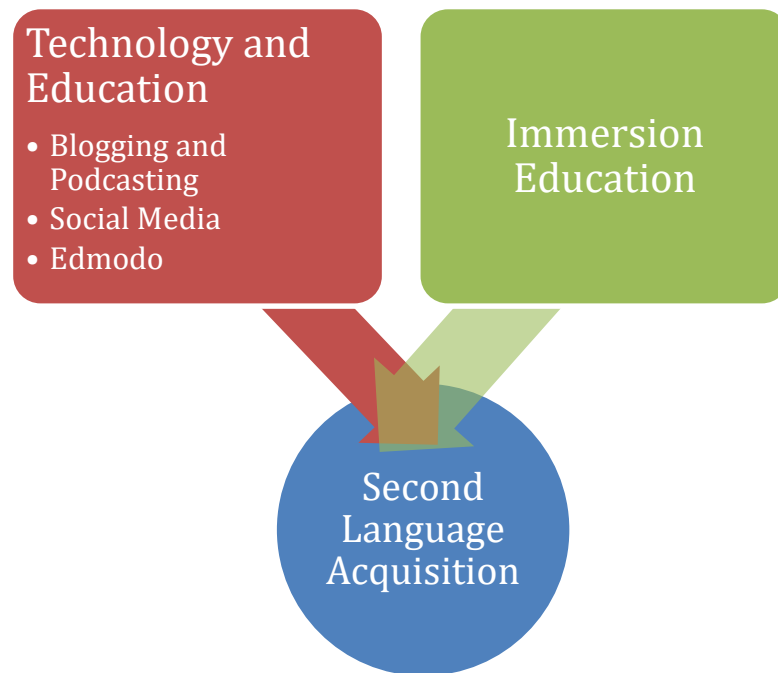 Technology and
Education
• Blogging and
Podcasting
• Social Media
• Edmodo
Immersion
Education
Second
Language
Acquisition